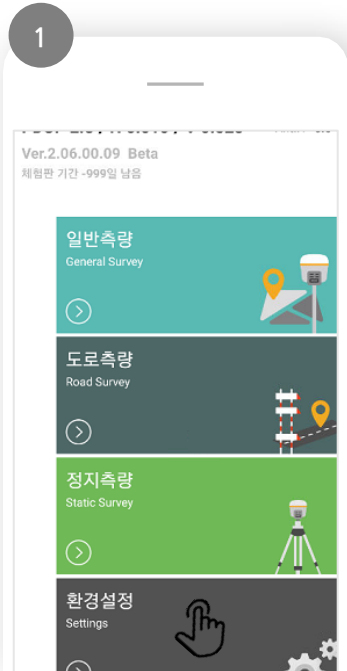 1
Ver.2.06.00.09 Beta
체험판 기간 -999일 남음
일반측량
General Survey
도로측량
Road Survey
정지측량
Static Survey
환경설정
Settings